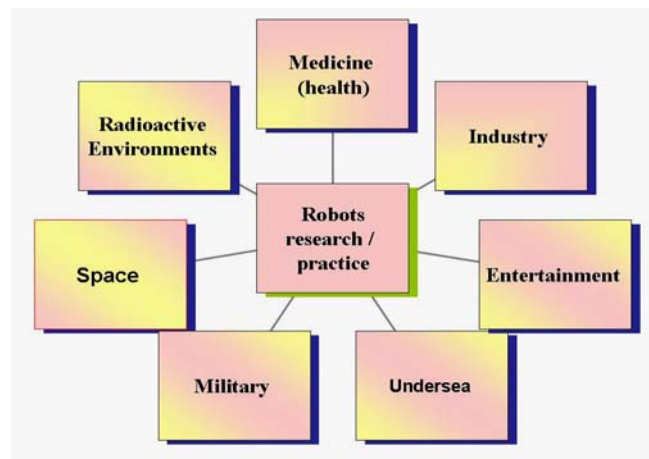 Medicine
(health)
Radioactive
Environments
Industry
Robots
research /
practice
Space
Entertainment
Military
Undersea